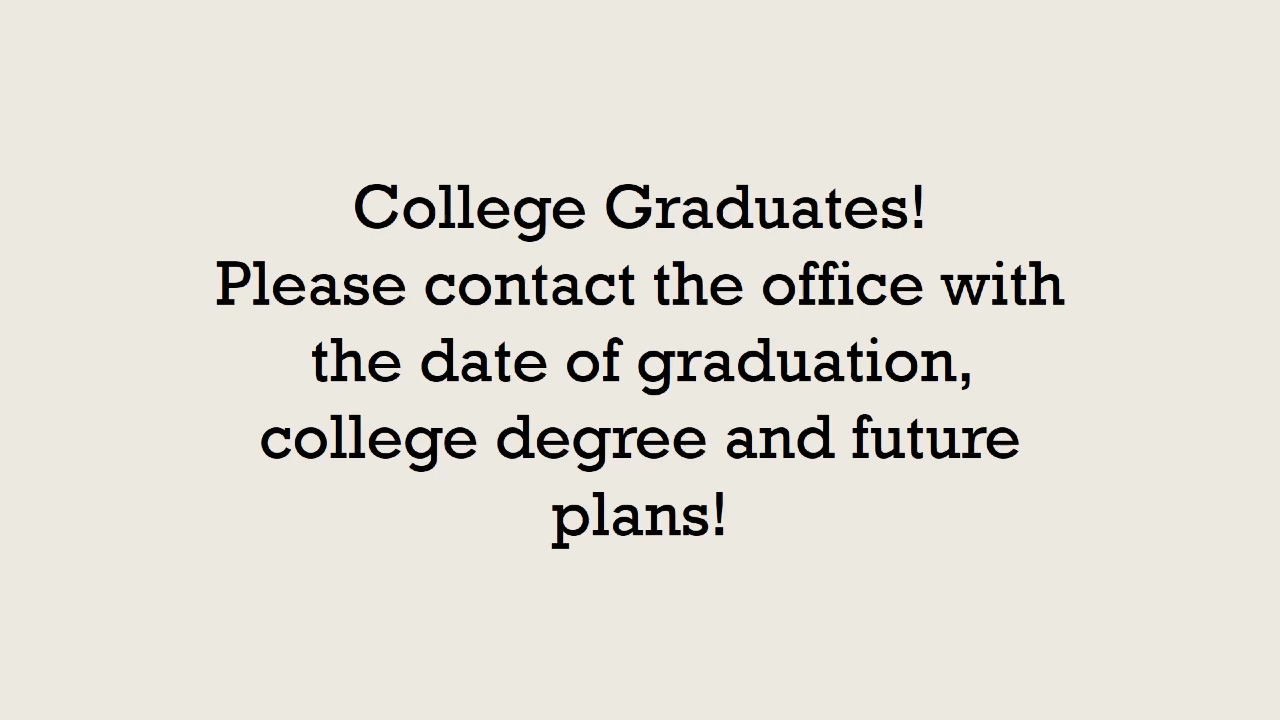 College Graduates!
Please contact the office with
the date of graduation,
college degree and future
plans!